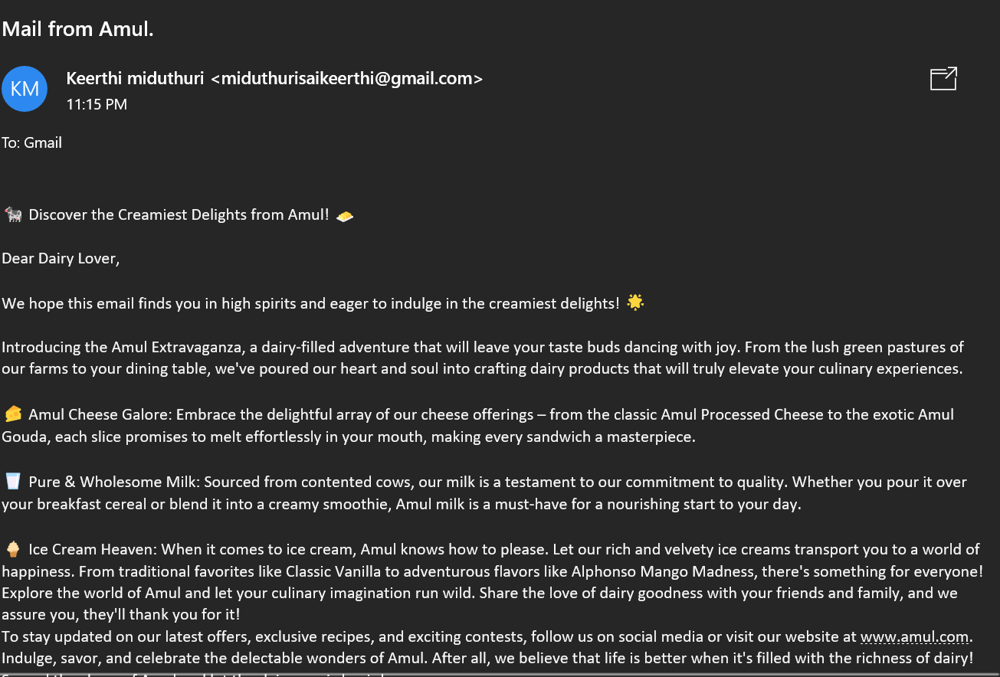 Mail from Amul.
KM
Keerthi miduthuri <miduthurisaikeerthi@gmail.com>
11:15 PM
To: Gmail
🐄 Discover the Creamiest Delights from Amul! 🧈
Dear Dairy Lover,
We hope this email finds you in high spirits and eager to indulge in the creamiest delights! 🌟
Introducing the Amul Extravaganza, a dairy-filled adventure that will leave your taste buds dancing with joy. From the lush green pastures of
our farms to your dining table, we've poured our heart and soul into crafting dairy products that will truly elevate your culinary experiences.
🧀 Amul Cheese Galore: Embrace the delightful array of our cheese offerings – from the classic Amul Processed Cheese to the exotic Amul
Gouda, each slice promises to melt effortlessly in your mouth, making every sandwich a masterpiece.
🥛 Pure & Wholesome Milk: Sourced from contented cows, our milk is a testament to our commitment to quality. Whether you pour it over
your breakfast cereal or blend it into a creamy smoothie, Amul milk is a must-have for a nourishing start to your day.
🍦 Ice Cream Heaven: When it comes to ice cream, Amul knows how to please. Let our rich and velvety ice creams transport you to a world of
happiness. From traditional favorites like Classic Vanilla to adventurous flavors like Alphonso Mango Madness, there's something for everyone!
Explore the world of Amul and let your culinary imagination run wild. Share the love of dairy goodness with your friends and family, and we
assure you, they'll thank you for it!
To stay updated on our latest offers, exclusive recipes, and exciting contests, follow us on social media or visit our website at www.amul.com.
Indulge, savor, and celebrate the delectable wonders of Amul. After all, we believe that life is better when it's filled with the richness of dairy!